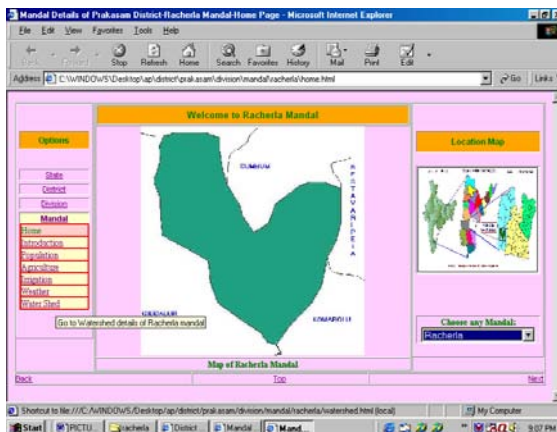 Mandal Details of Prakasam District-Racherla Mandal-Home Page - Microsoft Internet Explorer
File Edit View Favorites Tools Help
Back Forward Stop Refresh Home Search Favorites History Mail Print Edit
Address C:\WINDOWS\Desktop\ap\district\prakasam\division\mandal\racherla\home.html Go Links
Welcome to Racherla Mandal
Options
State
District
Division
Mandal
Home
Introduction
Population
Agriculture
Irrigation
Weather
Water Shed
Go to Watershed details of Racherla mandal
CUMBUM
BESTAVARIPETA
GIDDALUR
KOMAROLU
Map of Racherla Mandal
Location Map
Choose any Mandal:
Racherla
Back Top Next
Shortcut to file:///C:/WINDOWS/Desktop/ap/district/prakasam/division/mandal/racherla/watershed.html (local) My Computer
Start PICTU... racherla District... Mandal... Mand... 9:07 PM